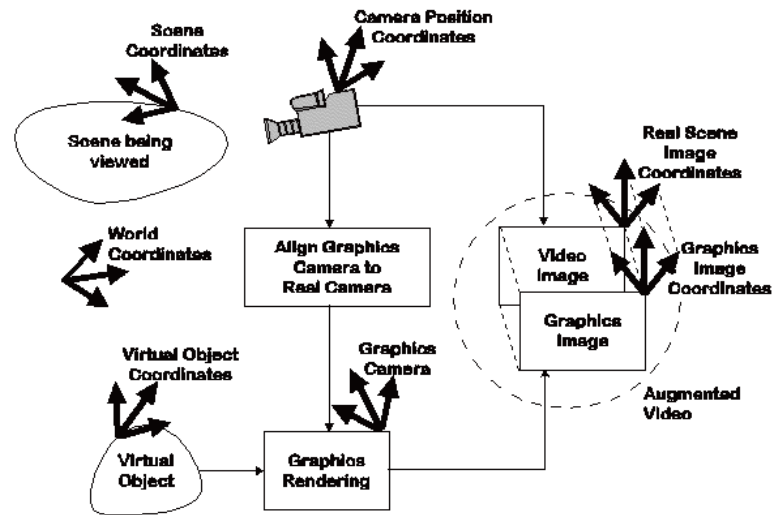 Scene
Coordinates
Camera Position
Coordinates
Scene being
viewed
Real Scene
Image
Coordinates
World
Coordinates
Align Graphics
Camera to
Real Camera
Video
Image
Graphics
Image
Coordinates
Graphics
Image
Virtual Object
Coordinates
Graphics
Camera
Augmented
Video
Virtual
Object
Graphics
Rendering